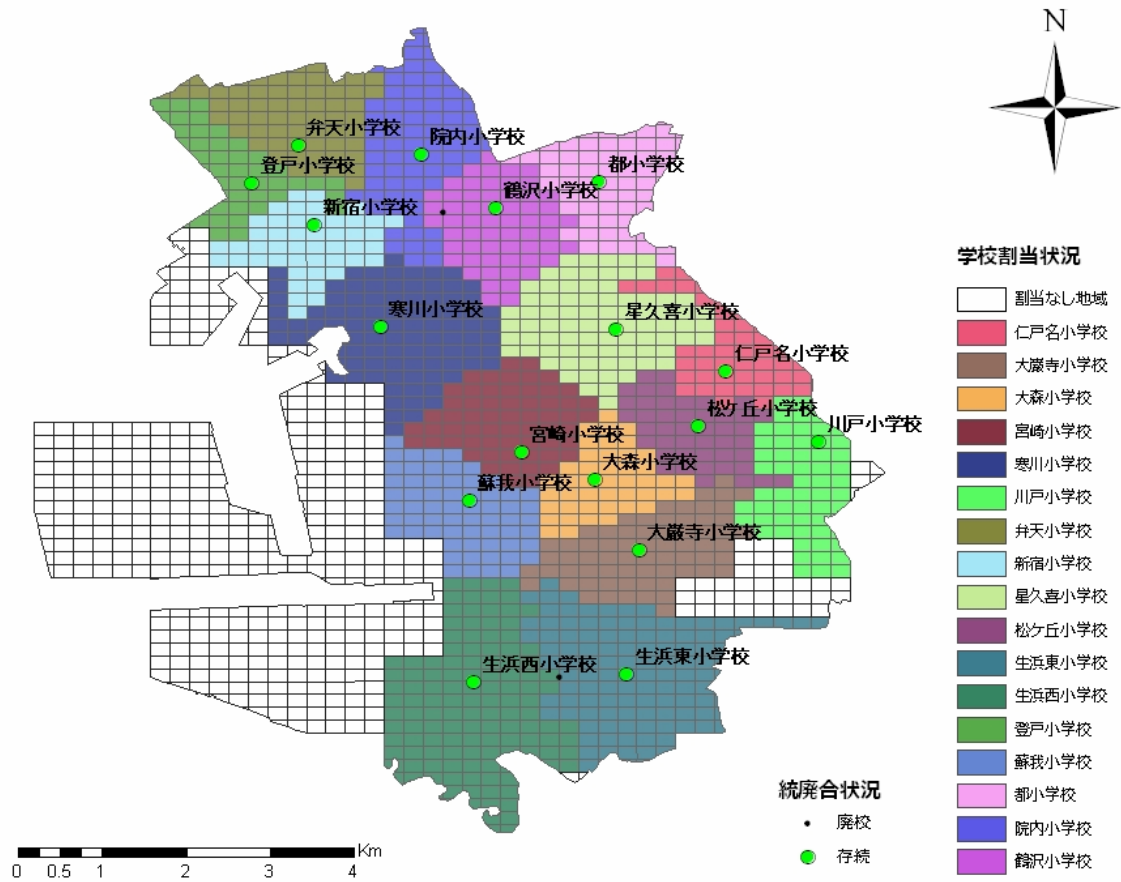 N
弁天小学校
院内小学校
登戸小学校
都小学校
鶴沢小学校
新宿小学校
寒川小学校
星久喜小学校
仁戸名小学校
松ケ丘小学校
川戸小学校
宮崎小学校
大森小学校
蘇我小学校
大巌寺小学校
生浜西小学校
生浜東小学校
学校割当状況
割当なし地域
仁戸名小学校
大巌寺小学校
大森小学校
宮崎小学校
寒川小学校
川戸小学校
弁天小学校
新宿小学校
星久喜小学校
松ケ丘小学校
生浜東小学校
生浜西小学校
登戸小学校
蘇我小学校
都小学校
院内小学校
鶴沢小学校
統廃合状況
廃校
存続
Km
0 0.5 1 2 3 4